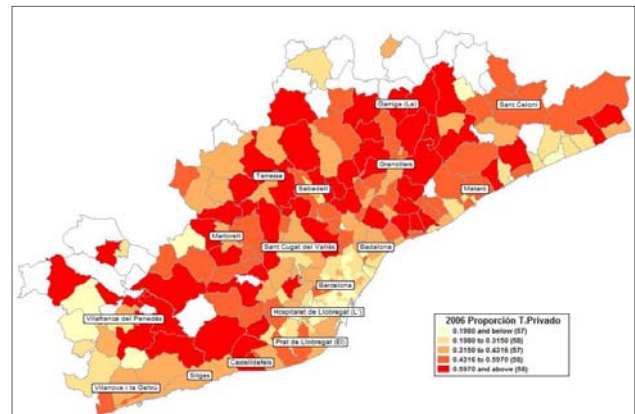 Garriga (La)
Sant Celoni
Granollers
Terrassa
Sabadell
Mataró
Martorell
Sant Cugat del Vallès
Badalona
Barcelona
Hospitalet de Llobregat (L')
Vilafranca del Penedès
Prat de Llobregat (El)
Castelldefels
Sitges
Vilanova i la Geltrú
2006 Proporción T.Privado
0.1980 and below (57)
0.1980 to 0.3150 (58)
0.3150 to 0.4316 (57)
0.4316 to 0.5970 (58)
0.5970 and above (58)